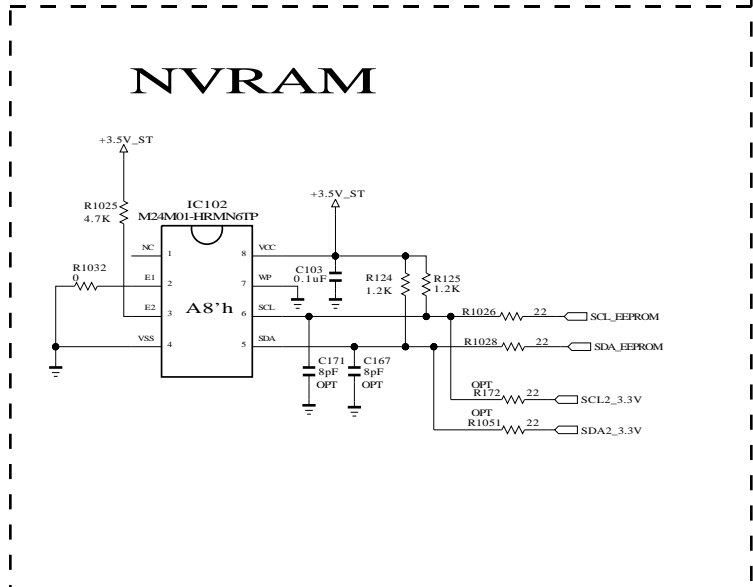 NVRAM
+3.5V_ST
R1025
4.7K
IC102
M24M01-HRMN6TP
+3.5V_ST
NC
1
8
VCC
C103
0.1uF
R124
1.2K
R125
1.2K
R1032
0
E1
2
7
WP
E2
3
A8'h
6
SCL
R1026
22
SCL_EEPROM
VSS
4
5
SDA
R1028
22
SDA_EEPROM
C171
8pF
OPT
C167
8pF
OPT
OPT
R172
22
SCL2_3.3V
OPT
R1051
22
SDA2_3.3V